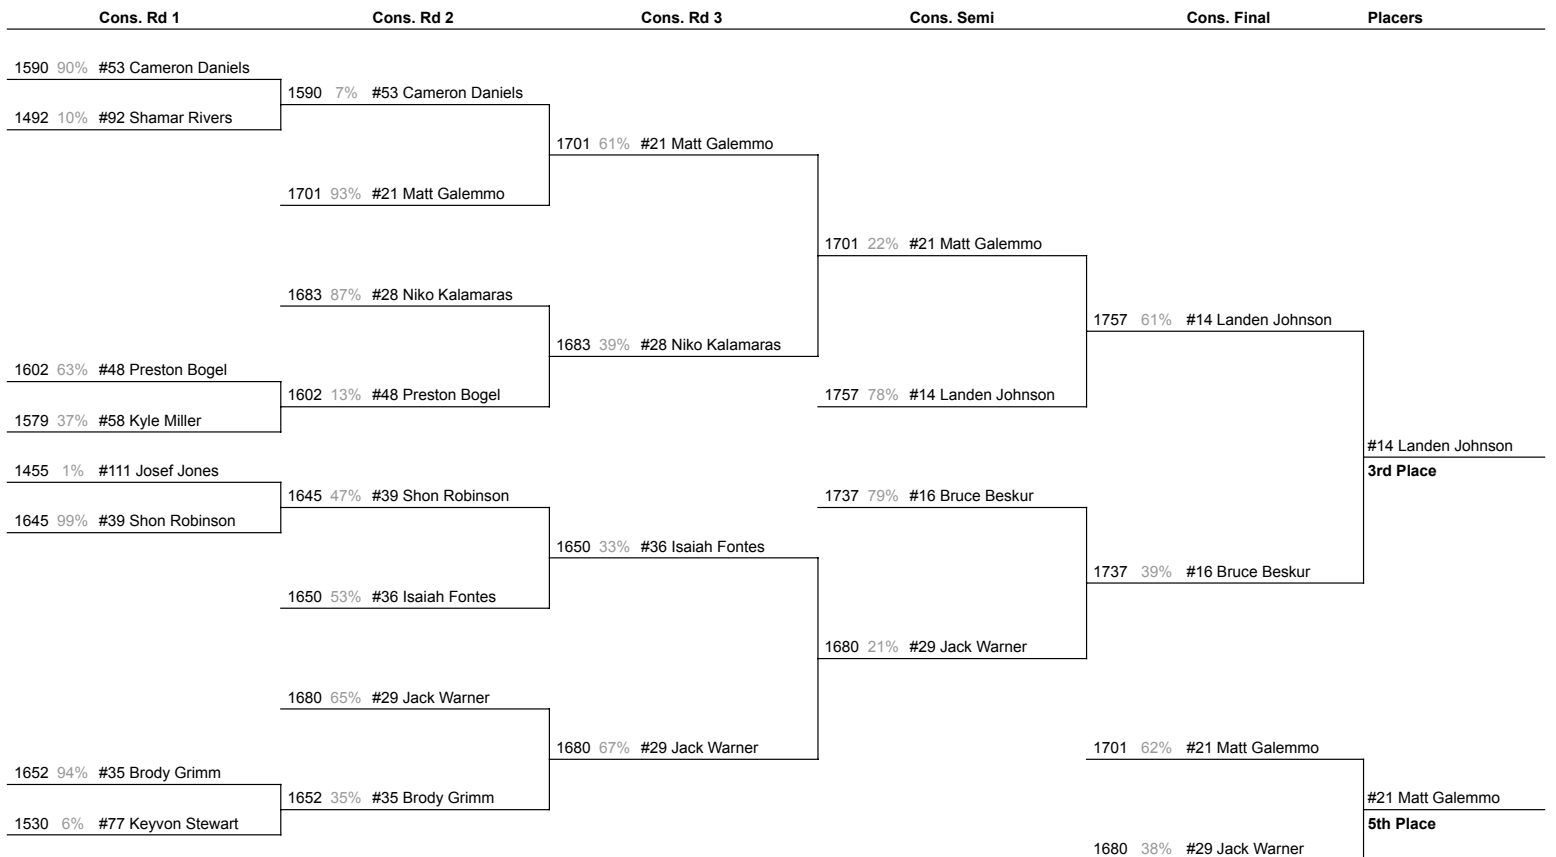 Cons. Rd 1 Cons. Rd 2 Cons. Rd 3 Cons. Semi Cons. Final Placers
1590 90% #53 Cameron Daniels
1590 7% #53 Cameron Daniels
1492 10% #92 Shamar Rivers
1701 61% #21 Matt Galemmo
1701 93% #21 Matt Galemmo
1701 22% #21 Matt Galemmo
1683 87% #28 Niko Kalamaras
1757 61% #14 Landen Johnson
1683 39% #28 Niko Kalamaras
1602 63% #48 Preston Bogel
1602 13% #48 Preston Bogel
1757 78% #14 Landen Johnson
1579 37% #58 Kyle Miller
#14 Landen Johnson
1455 1% #111 Josef Jones
3rd Place
1645 47% #39 Shon Robinson
1737 79% #16 Bruce Beskur
1645 99% #39 Shon Robinson
1650 33% #36 Isaiah Fontes
1737 39% #16 Bruce Beskur
1650 53% #36 Isaiah Fontes
1680 21% #29 Jack Warner
1680 65% #29 Jack Warner
1680 67% #29 Jack Warner
1701 62% #21 Matt Galemmo
1652 94% #35 Brody Grimm
1652 35% #35 Brody Grimm
#21 Matt Galemmo
1530 6% #77 Keyvon Stewart
5th Place
1680 38% #29 Jack Warner